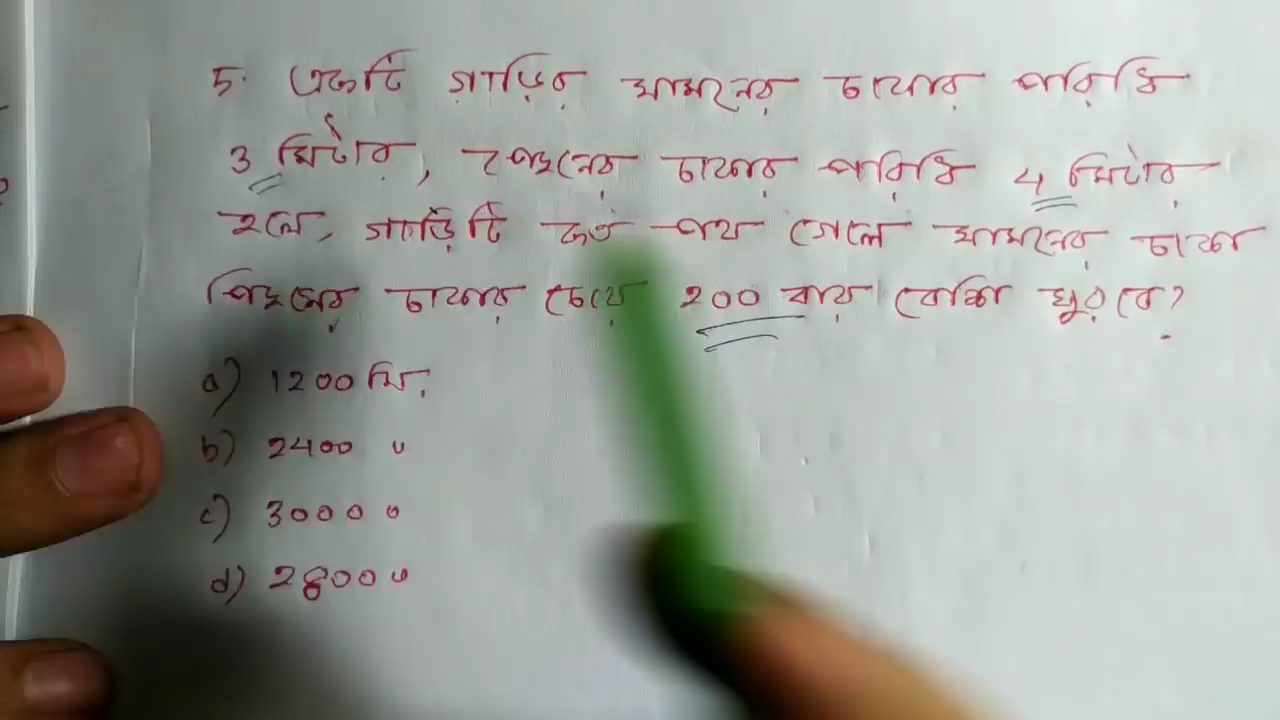 5. একটি গাড়ির সামনের চাকার পরিধি
3 মিটার, পেছনের চাকার পরিধি 4 মিটার
হলে, গাড়িটি কত পথ গেলে সামনের চাকা
পিছনের চাকার চেয়ে 200 বার বেশি ঘুরবে?
a) 1200 মি.
b) 2400 "
c) 3000 "
d) 2800 "